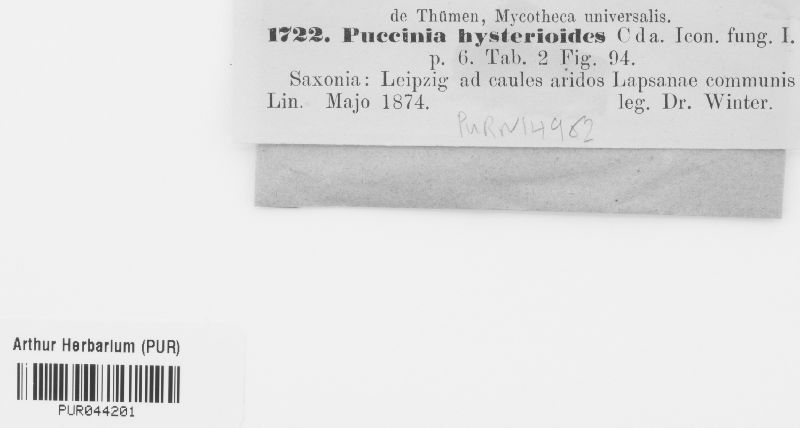 de Thümen, Mycotheca universalis.
1722. Puccinia hysterioides Cda. Icon. fung. I.
p. 6. Tab. 2 Fig. 94.
Saxonia: Leipzig ad caules aridos Lapsanae communis
Lin. Majo 1874. leg. Dr. Winter.
PURN14962
Arthur Herbarium (PUR)
PUR044201